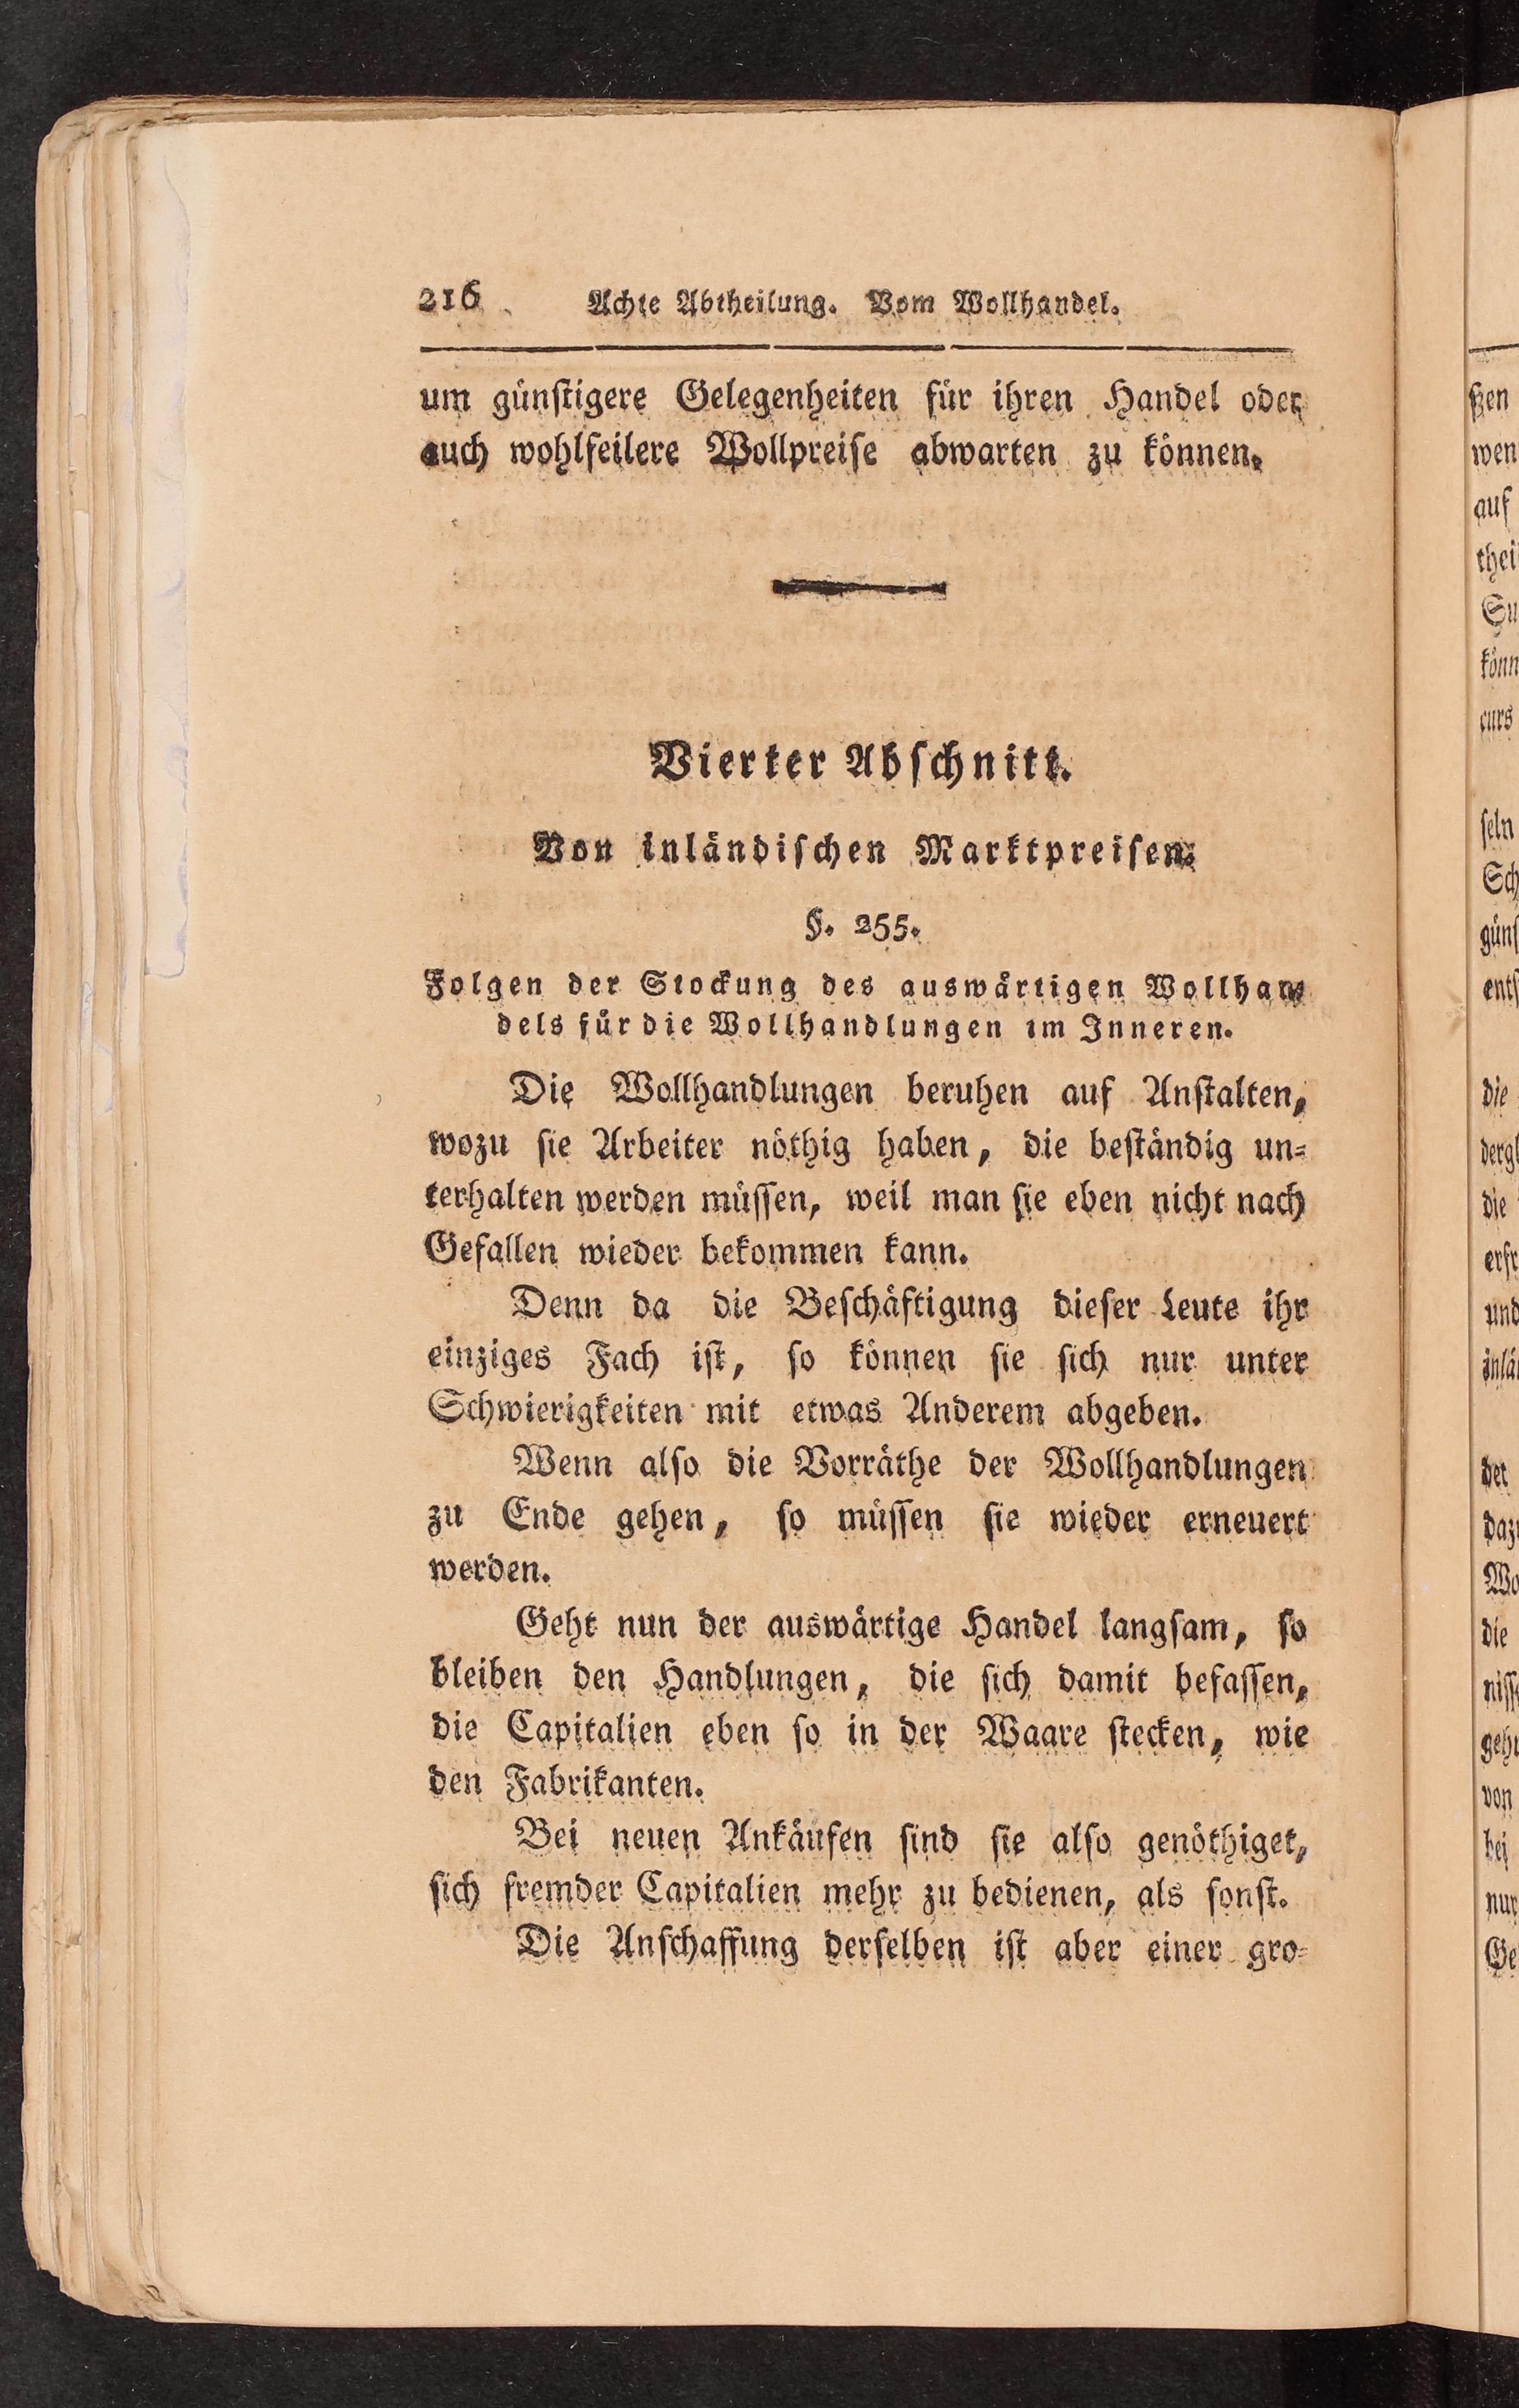 216 Achte Abtheilung. Vom Wollhandel.
um günstigere Gelegenheiten für ihren Handel oder
auch wohlfeilere Wollpreise abwarten zu können.
Vierter Abschnitt.
Von inländischen Marktpreisen.
§. 255.
Folgen der Stockung des auswärtigen Wollhan=
dels für die Wollhandlungen im Inneren.
Die Wollhandlungen beruhen auf Anstalten,
wozu sie Arbeiter nöthig haben, die beständig un=
terhalten werden müssen, weil man sie eben nicht nach
Gefallen wieder bekommen kann.
Denn da die Beschäftigung dieser Leute ihr
einziges Fach ist, so können sie sich nur unter
Schwierigkeiten mit etwas Anderem abgeben.
Wenn also die Vorräthe der Wollhandlungen
zu Ende gehen, so müssen sie wieder erneuert
werden.
Geht nun der auswärtige Handel langsam, so
bleiben den Handlungen, die sich damit befassen,
die Capitalien eben so in der Waare stecken, wie
den Fabrikanten.
Bei neuen Ankäufen sind sie also genöthiget,
sich fremder Capitalien mehr zu bedienen, als sonst.
Die Anschaffung derselben ist aber einer gro=